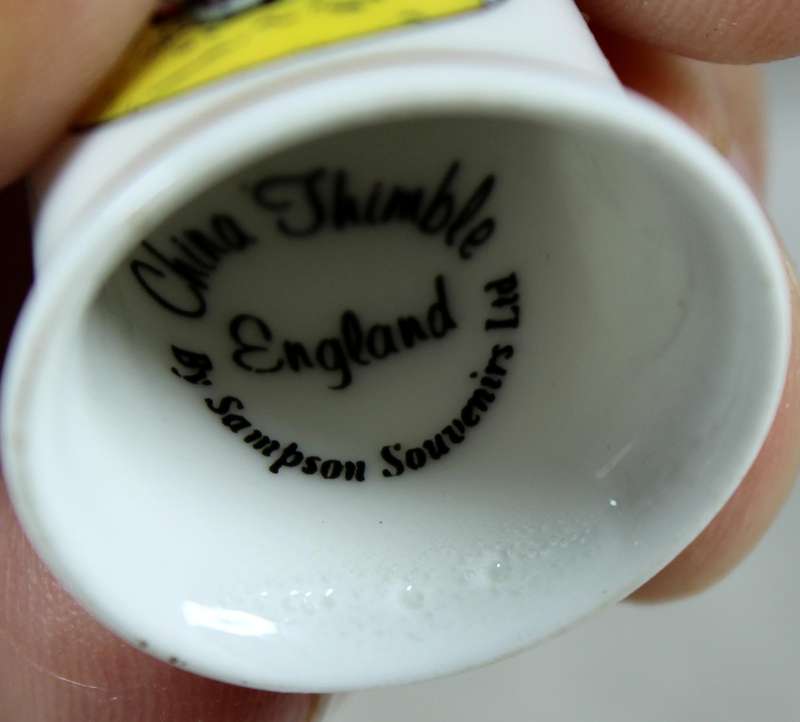 China Thimble
England
By Sampson Souvenirs Ltd